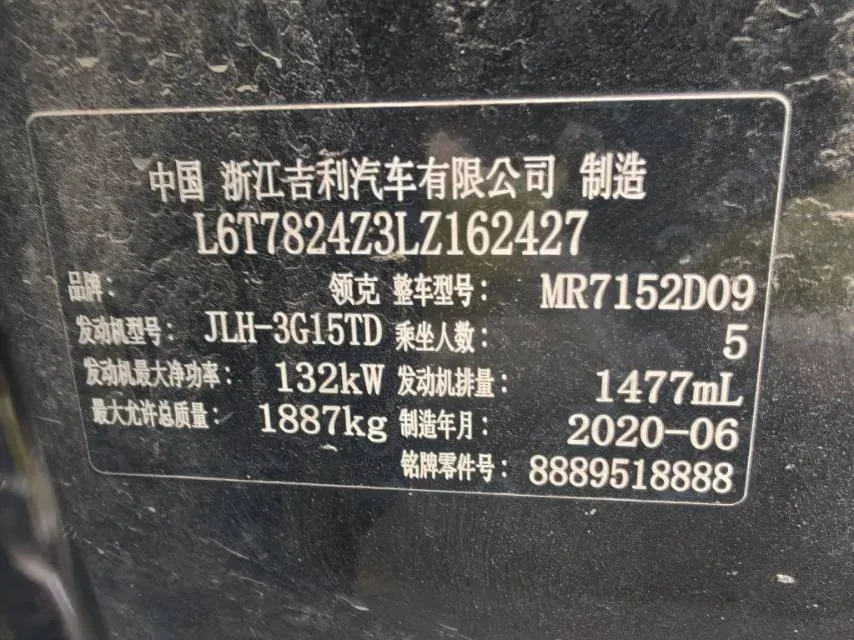 中国 浙江吉利汽车有限公司 制造
L6T7824Z3LZ162427
品牌: 领克 整车型号: MR7152D09
发动机型号: JLH-3G15TD 乘坐人数: 5
发动机最大净功率: 132kW 发动机排量: 1477mL
最大允许总质量: 1887kg 制造年月: 2020-06
铭牌零件号: 8889518888